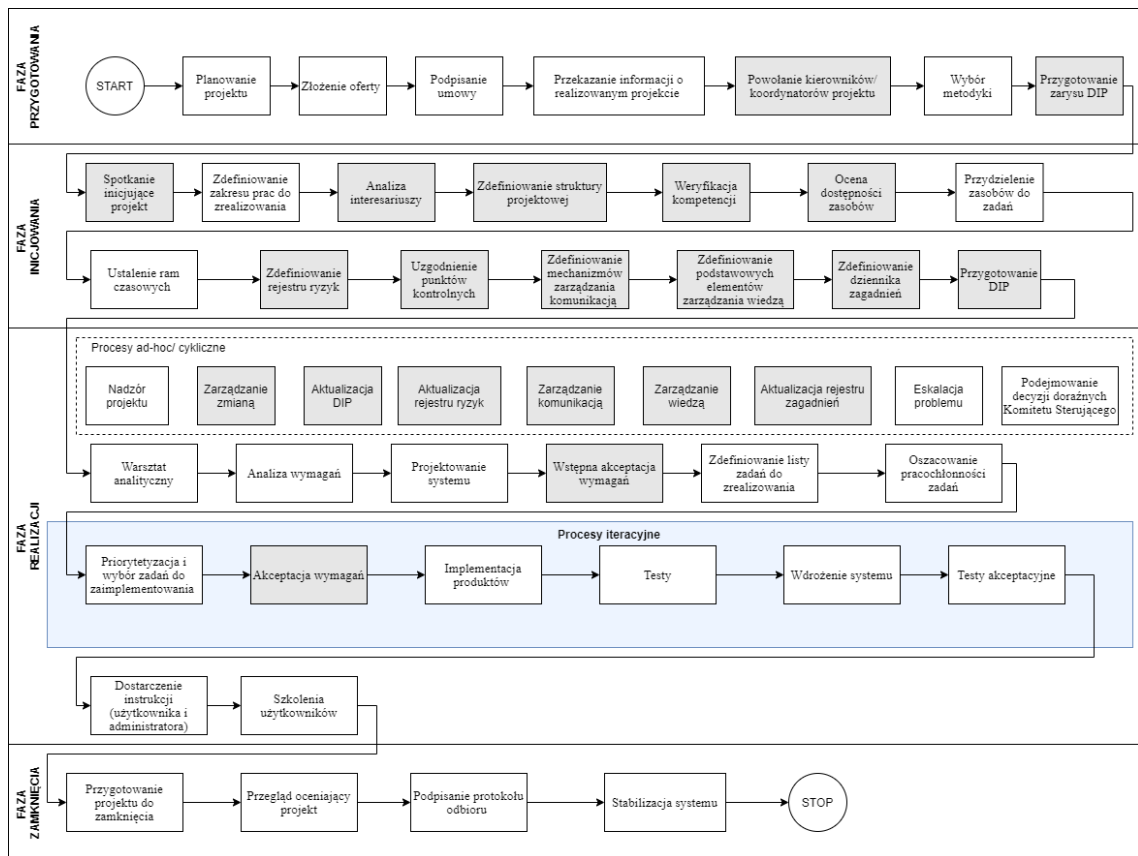 FAZA
PRZYGOTOWANIA
START
Planowanie
projektu
Złożenie oferty
Podpisanie
umowy
Przekazanie informacji o
realizowanym projekcie
Powołanie kierowników/
koordynatorów projektu
Wybór
metodyki
Przygotowanie
zarysu DIP
FAZA
INICJOWANIA
Spotkanie
inicjujące
projekt
Zdefiniowanie
zakresu prac do
zrealizowania
Analiza
interesariuszy
Zdefiniowanie struktury
projektowej
Weryfikacja
kompetencji
Ocena
dostępności
zasobów
Przydzielenie
zasobów do
zadań
Ustalenie ram
czasowych
Zdefiniowanie
rejestru ryzyk
Uzgodnienie
punktów
kontrolnych
Zdefiniowanie
mechanizmów
zarządzania
komunikacją
Zdefiniowanie
podstawowych
elementów
zarządzania wiedzą
Zdefiniowanie
dziennika
zagadnień
Przygotowanie
DIP
FAZA
REALIZACJI
Procesy ad-hoc/ cykliczne
Nadzór
projektu
Zarządzanie
zmianą
Aktualizacja
DIP
Aktualizacja
rejestru ryzyk
Zarządzanie
komunikacją
Zarządzanie
wiedzą
Aktualizacja rejestru
zagadnień
Eskalacja
problemu
Podejmowanie
decyzji doraźnych
Komitetu Sterującego
Warsztat
analityczny
Analiza wymagań
Projektowanie
systemu
Wstępna akceptacja
wymagań
Zdefiniowanie listy
zadań do
zrealizowania
Oszacowanie
pracochłonności
zadań
Procesy iteracyjne
Priorytetyzacja i
wybór zadań do
zaimplementowania
Akceptacja wymagań
Implementacja
produktów
Testy
Wdrożenie systemu
Testy akceptacyjne
Dostarczenie
instrukcji
(użytkownika i
administratora)
Szkolenia
użytkowników
FAZA
ZAMKNIĘCIA
Przygotowanie
projektu do
zamknięcia
Przegląd oceniający
projekt
Podpisanie protokołu
odbioru
Stabilizacja systemu
STOP